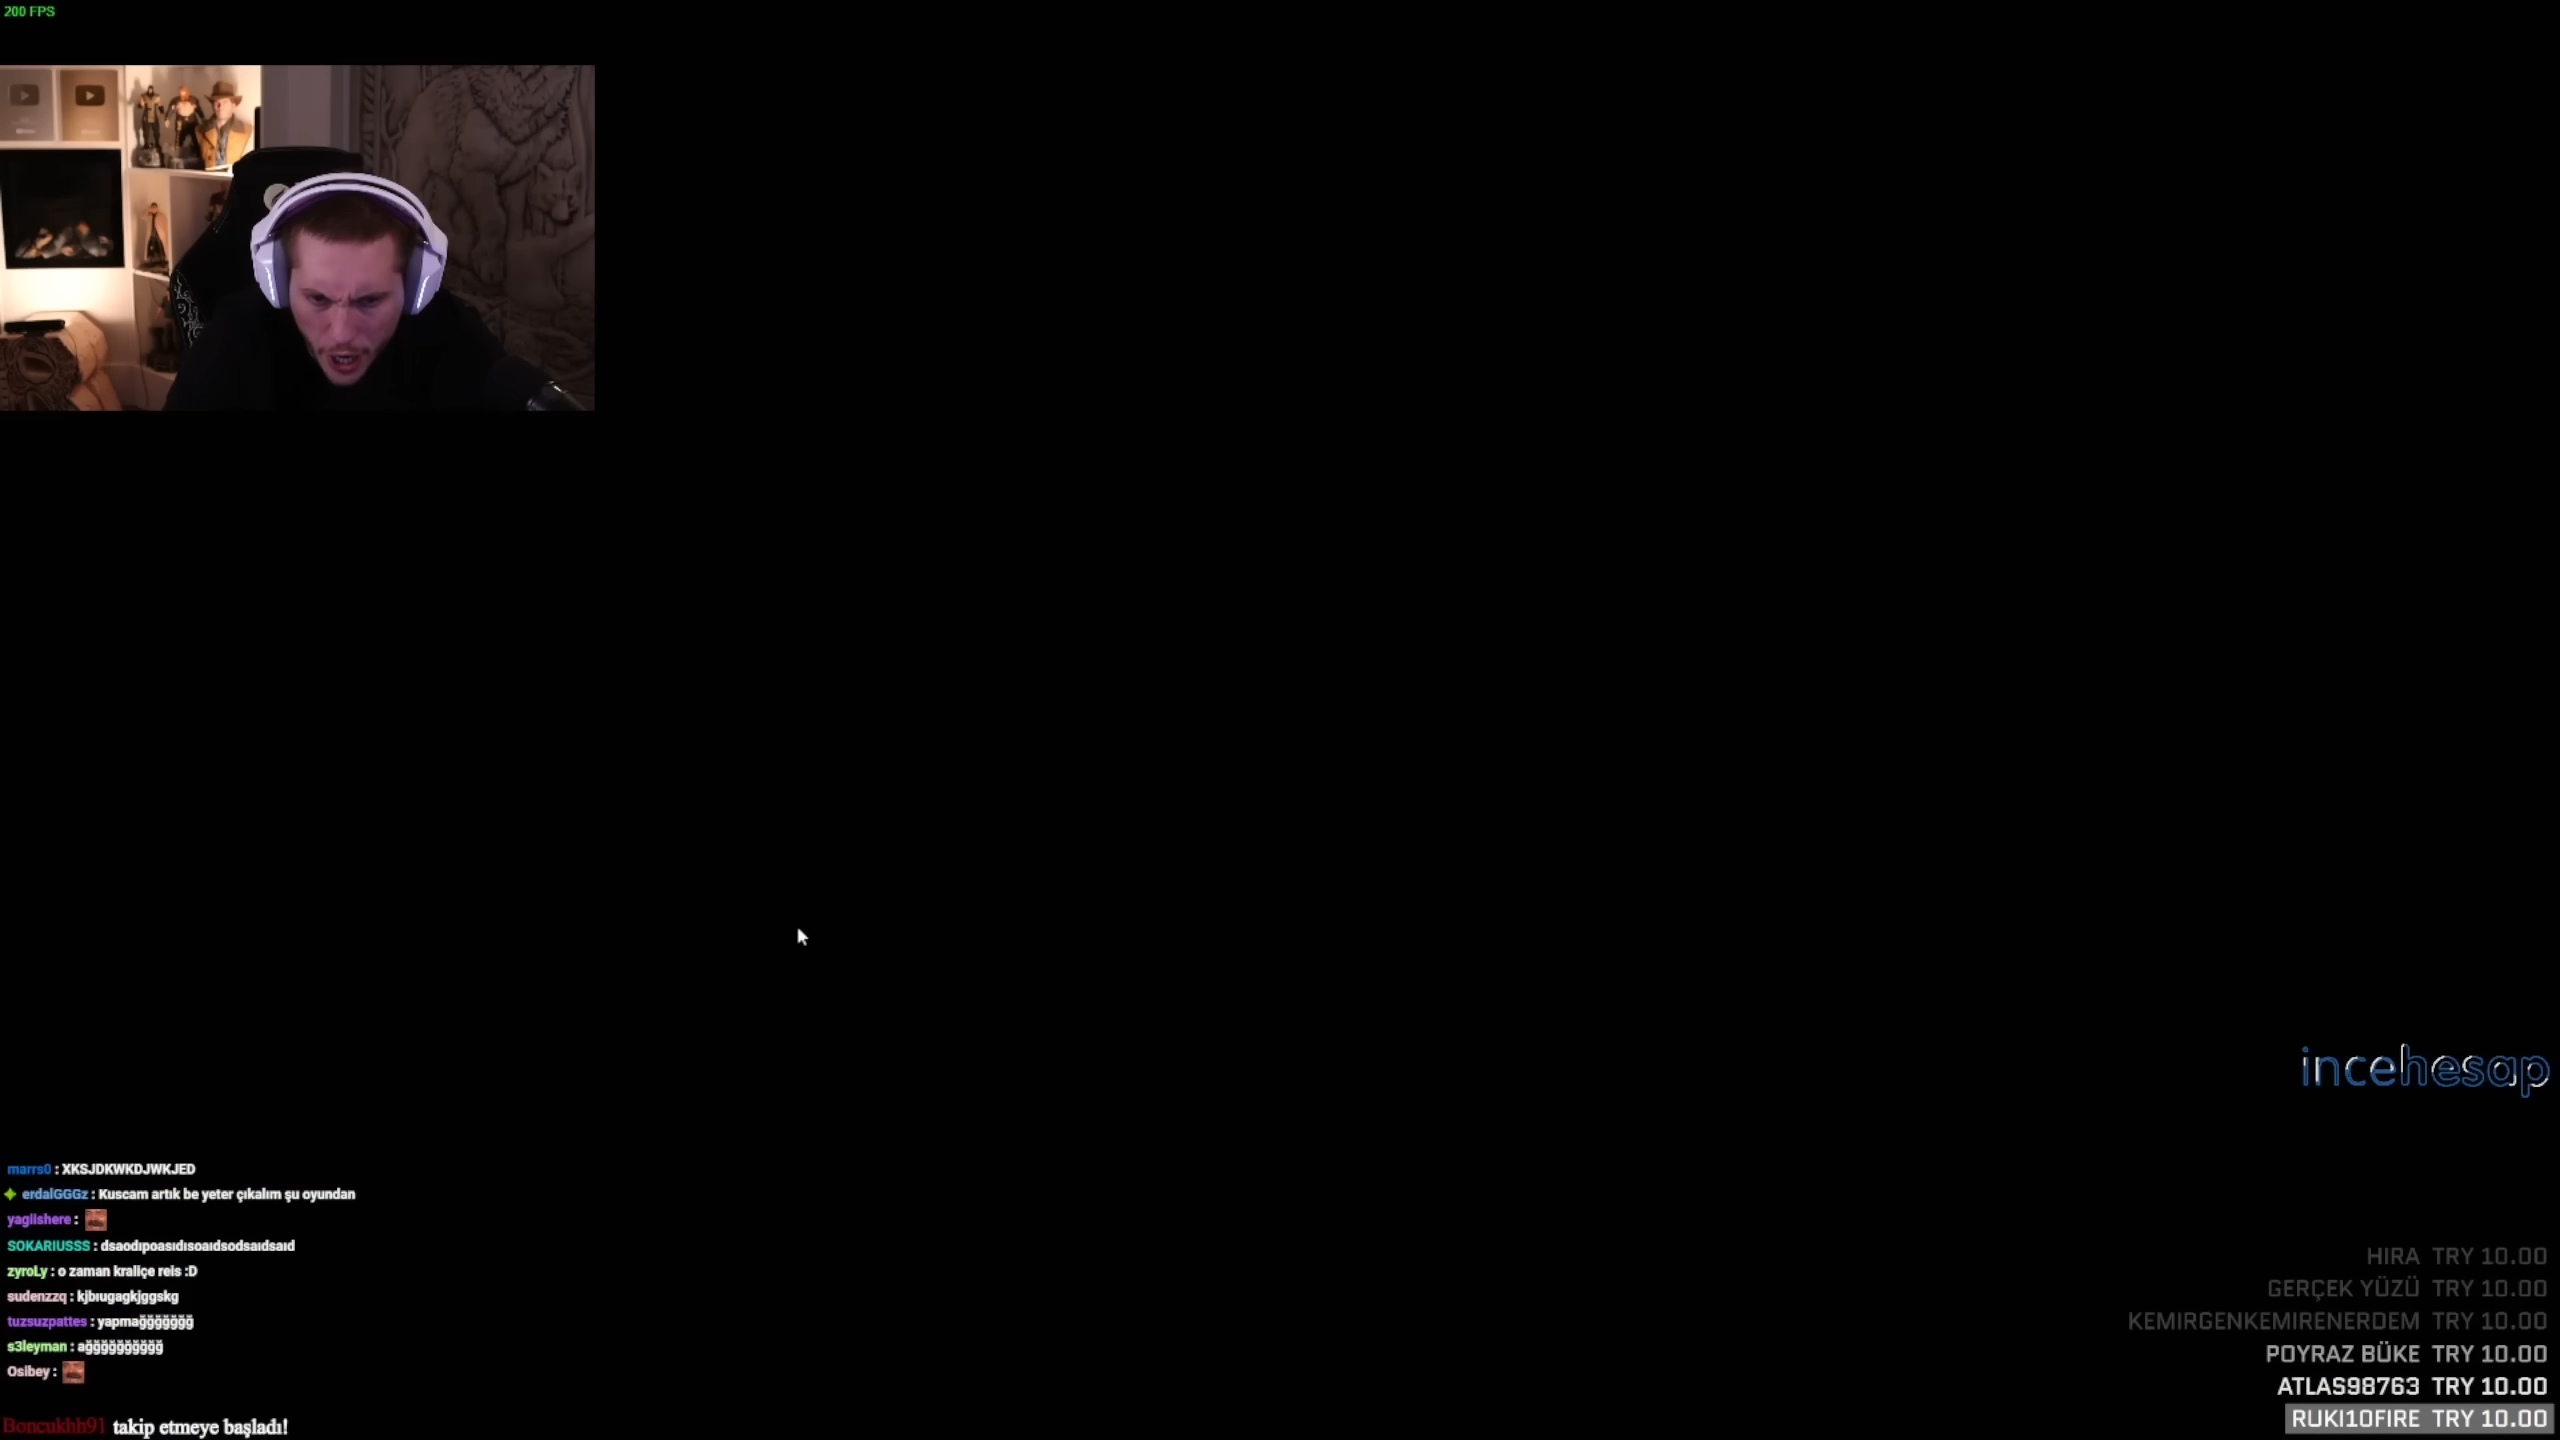 200 FPS
incehesap
marrs0 : XKSJDKWKDJWKJED
erdalGGGz : Kuscam artık be yeter çıkalım şu oyundan
yagiishere :
SOKARIUSSS : dsaodıpoasıdısoaıdsodsaıdsaıd
zyroLy : o zaman kraliçe reis :D
sudenzzq : kjbıugagkjggskg
tuzsuzpattes : yapmağğğğğğğ
s3leyman : ağğğğğğğğğğ
Osibey :
Boncukhh91 takip etmeye başladı!
HIRA TRY 10.00
GERÇEK YÜZÜ TRY 10.00
KEMIRGENKEMIRENERDEM TRY 10.00
POYRAZ BÜKE TRY 10.00
ATLAS98763 TRY 10.00
RUKI10FIRE TRY 10.00